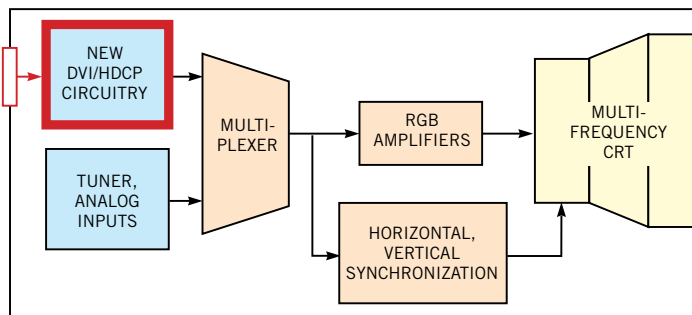 NEW
DVI/HDCP
CIRCUITRY
TUNER,
ANALOG
INPUTS
MULTI-
PLEXER
RGB
AMPLIFIERS
HORIZONTAL,
VERTICAL
SYNCHRONIZATION
MULTI-
FREQUENCY
CRT